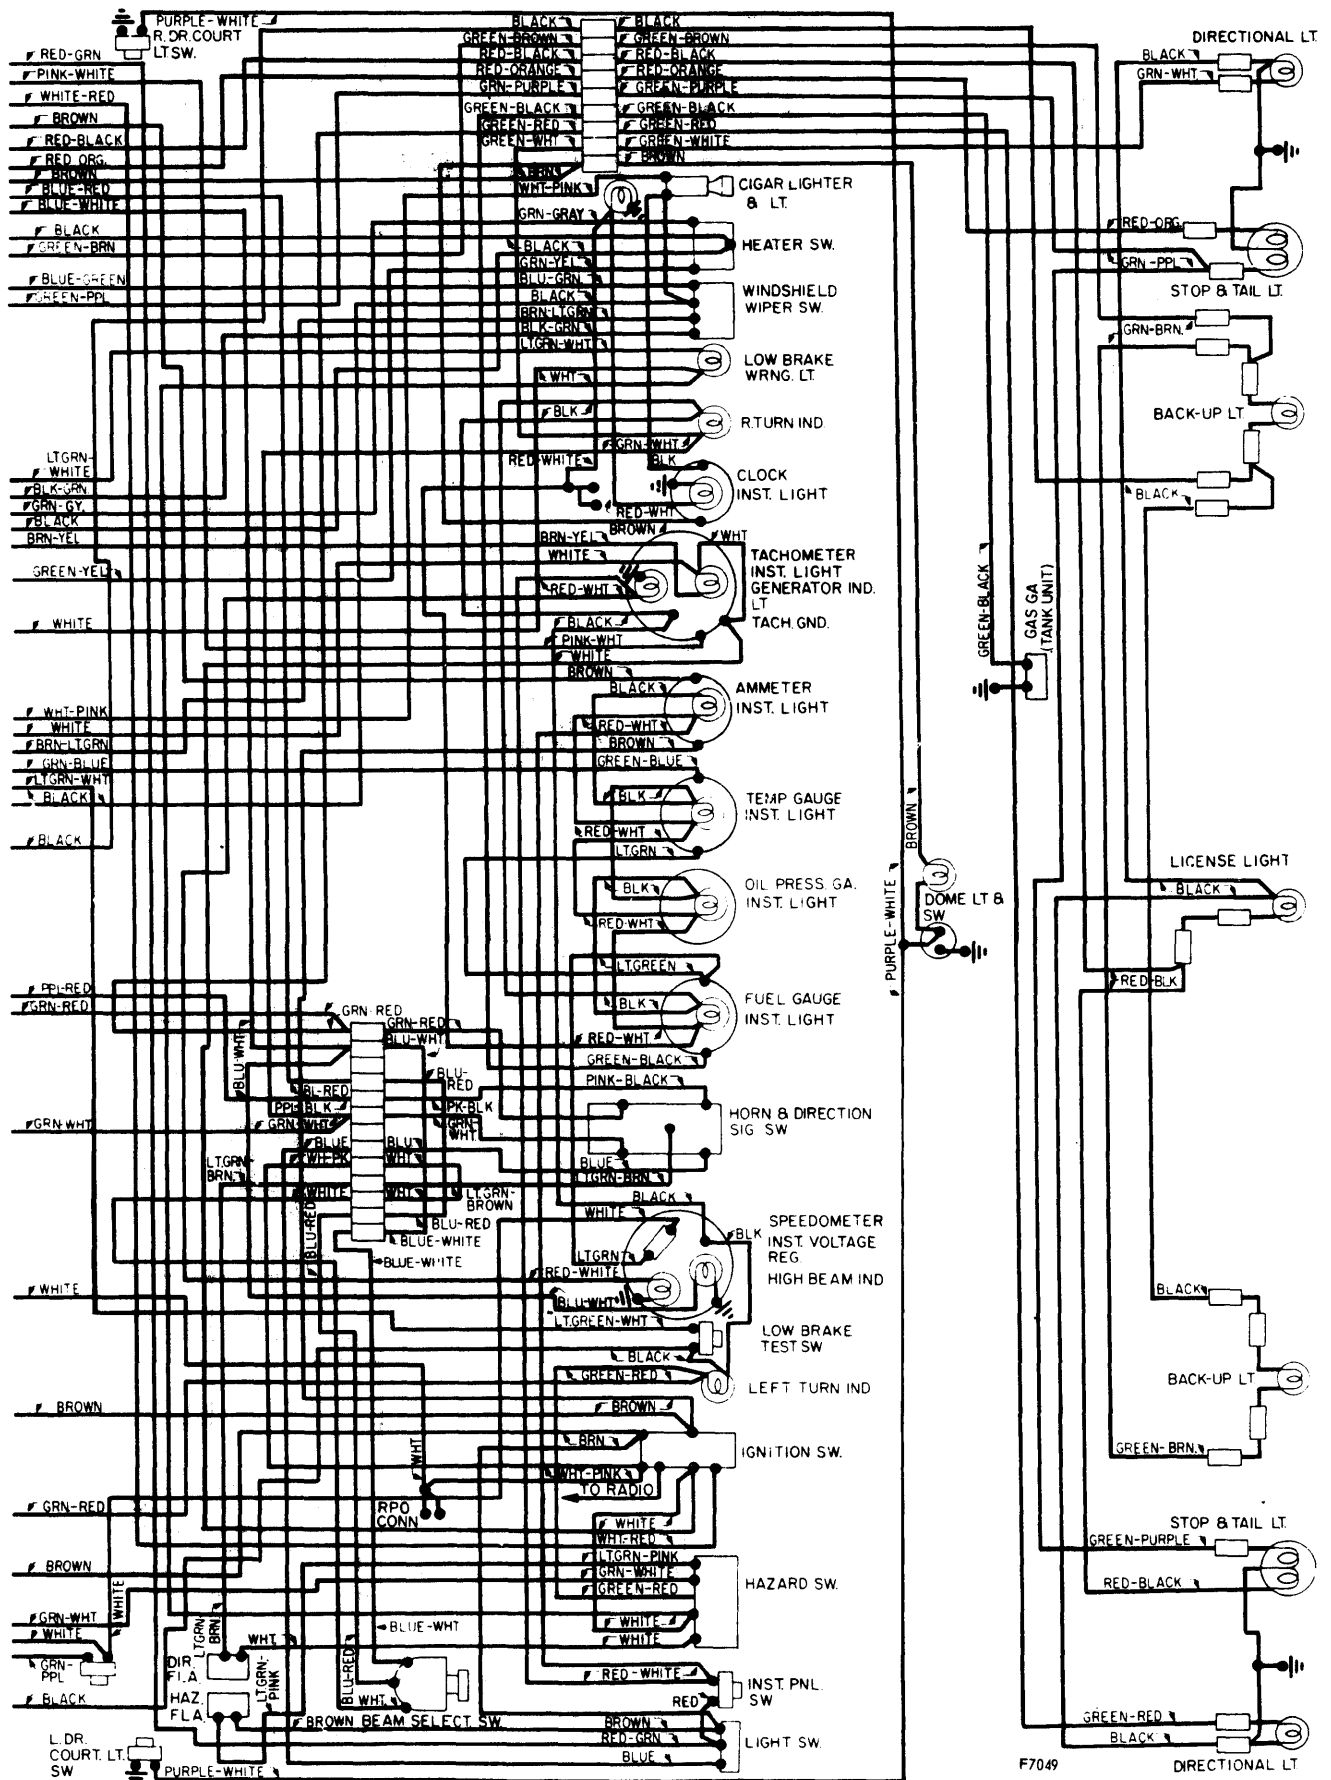 PURPLE-WHITE
R. DR. COURT
LT SW.
RED-GRN
PINK-WHITE
WHITE-RED
BROWN
RED-BLACK
RED ORG.
BROWN
BLUE-RED
BLUE-WHITE
BLACK
GREEN-BRN
BLUE-GREEN
GREEN-PPL
LTGRN-
WHITE
BLK-GRN
GRN-GY.
BLACK
BRN-YEL
GREEN-YEL
WHITE
WHT-PINK
WHITE
BRN-LTGRN
GRN-BLUE
LTGRN-WHT
BLACK
BLACK
PPL-RED
GRN-RED
GRN-WHT
WHITE
BROWN
GRN-RED
BROWN
GRN-WHT
WHITE
GRN-
PPL
BLACK
L. DR.
COURT. LT.
SW
PURPLE-WHITE
BLACK
GREEN-BROWN
RED-BLACK
RED-ORANGE
GRN-PURPLE
GREEN-BLACK
GREEN-RED
GREEN-WHT
BRN
BLACK
GREEN-BROWN
RED-BLACK
RED-ORANGE
GREEN-PURPLE
GREEN-BLACK
GREEN-RED
GREEN-WHITE
BROWN
WHT-PINK
CIGAR LIGHTER
& LT.
GRN-GRAY
BLACK
GRN-YEL
HEATER SW.
BLU-GRN.
BLACK
BRN-LTGRN
BLK-GRN
WINDSHIELD
WIPER SW.
LTGRN-WHT
WHT
LOW BRAKE
WRNG. LT.
BLK
GRN-WHT
R.TURN IND.
RED-WHITE
BLK
CLOCK
INST. LIGHT
RED-WHT
BROWN
BRN-YEL
WHITE
WHT
RED-WHT
BLACK
PINK-WHT
WHITE
TACHOMETER
INST. LIGHT
GENERATOR IND.
LT
TACH. GND.
BROWN
BLACK
RED-WHT
BROWN
AMMETER
INST. LIGHT
GREEN-BLUE
BLK
RED-WHT
LT.GRN
TEMP GAUGE
INST. LIGHT
BLK
RED-WHT
OIL PRESS. GA.
INST. LIGHT
LT.GREEN
BLK
RED-WHT
GREEN-BLACK
FUEL GAUGE
INST. LIGHT
GRN-RED
GRN-RED
BLU-WHT
BLU-WHT.
BLU-
RED
BL-RED
PPL-BLK
PK-BLK
GRN-WHT
GRN-
WHT.
BLUE
BLU
WH-PK
WHT
LT.GRN-
BRN.
WHITE
WHT
LT.GRN-
BROWN
BLU-RED
BLU-RED
BLUE-WHITE
BLUE-WHITE
PINK-BLACK
HORN & DIRECTION
SIG. SW
BLUE
LTGRN-BRN
BLACK
WHITE
BLK
LTGRN
RED-WHITE
BLU-WHT
SPEEDOMETER
INST. VOLTAGE
REG.
HIGH BEAM IND
LT.GREEN-WHT
LOW BRAKE
TEST SW
BLACK
GREEN-RED
LEFT TURN IND
BROWN
BRN
WHT
WHT-PINK
TO RADIO
IGNITION SW.
RPO
CONN
WHITE
WHT-RED
LTGRN-PINK
GRN-WHITE
GREEN-RED
WHITE
WHITE
HAZARD SW.
WHITE
LTGRN-
BRN
WHT.
DIR.
FLA
HAZ.
FLA.
LT.GRN-
PINK
BLU-RED
BLUE-WHT
WHT.
BROWN
BEAM SELECT. SW.
RED-WHITE
RED
INST. PNL.
SW
BROWN
RED-GRN
BLUE
LIGHT SW.
PURPLE-WHITE
BROWN
DOME LT &
SW
GREEN-BLACK
GAS GA
(TANK UNIT)
DIRECTIONAL LT.
BLACK
GRN-WHT
RED-ORG.
GRN-PPL
STOP & TAIL LT.
GRN-BRN.
BACK-UP LT
BLACK
LICENSE LIGHT
BLACK
RED-BLK
BLACK
BACK-UP LT
GREEN-BRN.
STOP & TAIL LT.
GREEN-PURPLE
RED-BLACK
GREEN-RED
BLACK
DIRECTIONAL LT.
F7049